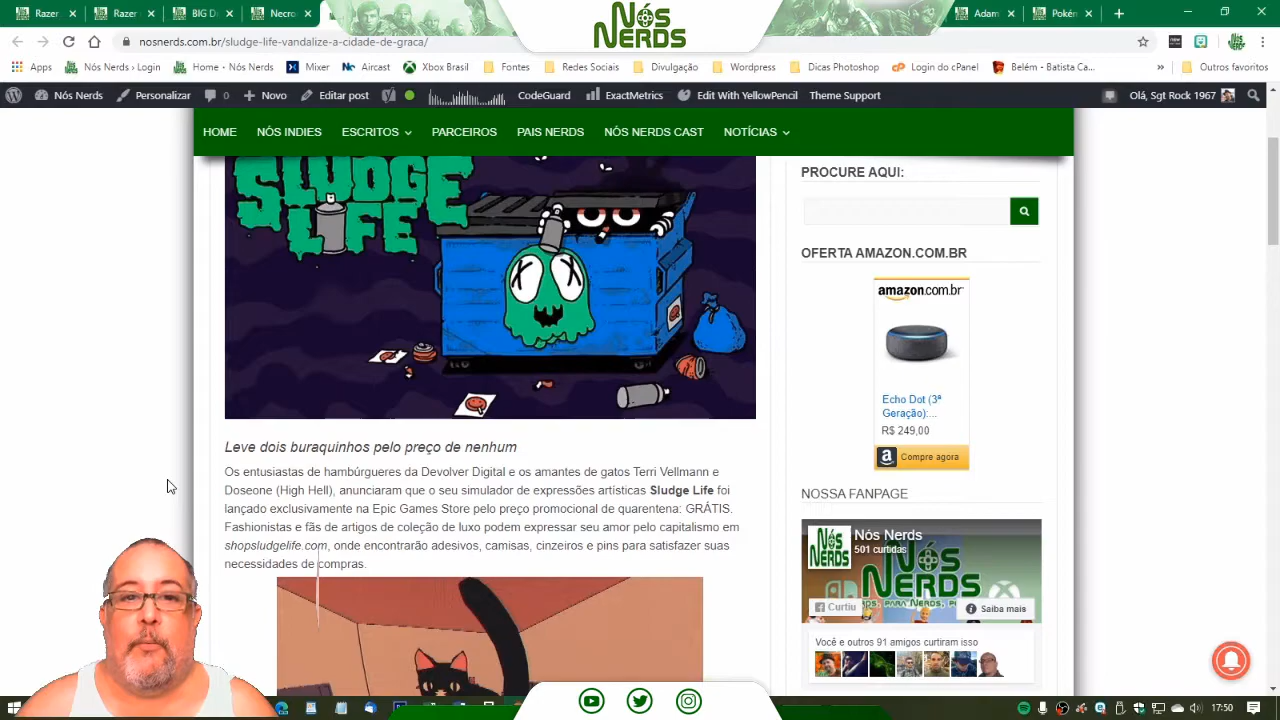 Razer
BIG D
Necro
Nós
NERDS
Adam
Poké
nosnerds.com.br/sludge-life-vandalize-a-cidade-de-graca/
Apps
Nós Nerds › Login
Home - Nós Nerds
Mixer
Aircast
Xbox Brasil
Fontes
Redes Sociais
Divulgação
Wordpress
Dicas Photoshop
Login do cPanel
Belém - Batista Ca...
»
Outros favoritos
Nós Nerds
Personalizar
0
Novo
Editar post
CodeGuard
ExactMetrics
Edit With YellowPencil
Theme Support
Olá, Sgt Rock 1967
HOME
NÓS INDIES
ESCRITOS
PARCEIROS
PAIS NERDS
NÓS NERDS CAST
NOTÍCIAS
SLUDGE
LIFE
Leve dois buraquinhos pelo preço de nenhum
Os entusiastas de hambúrgueres da Devolver Digital e os amantes de gatos Terri Vellmann e
Doseone (High Hell), anunciaram que o seu simulador de expressões artísticas Sludge Life foi
lançado exclusivamente na Epic Games Store pelo preço promocional de quarentena: GRÁTIS.
Fashionistas e fãs de artigos de coleção de luxo podem expressar seu amor pelo capitalismo em
shopsludgelife.com, onde encontrarão adesivos, camisas, cinzeiros e pins para satisfazer suas
necessidades de compras.
PROCURE AQUI:
OFERTA AMAZON.COM.BR
amazon.com.br
Echo Dot (3ª
Geração):...
R$ 249,00
Compre agora
NOSSA FANPAGE
Nós
NERDS
Nós Nerds
501 curtidas
Nós
NERDS
Curtiu
Saiba mais
Você e outros 91 amigos curtiram isso
17:50